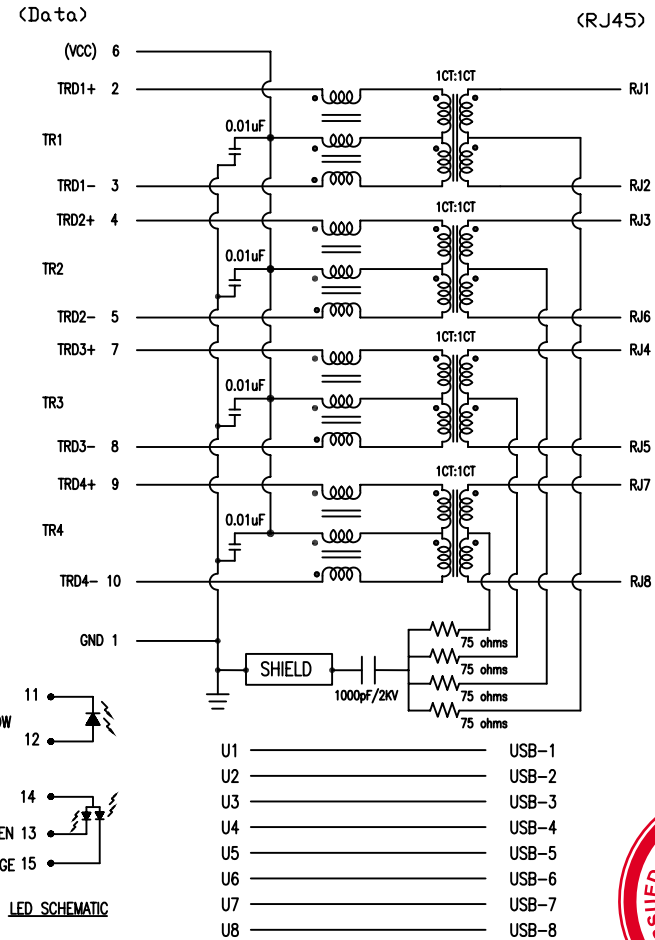 (Data) (RJ45)
(VCC) 6
1CT:1CT
TRD1+ 2 RJ1
0.01uF
TR1
TRD1- 3 RJ2
1CT:1CT
TRD2+ 4 RJ3
0.01uF
TR2
TRD2- 5 RJ6
1CT:1CT
TRD3+ 7 RJ4
0.01uF
TR3
TRD3- 8 RJ5
1CT:1CT
TRD4+ 9 RJ7
0.01uF
TR4
TRD4- 10 RJ8
GND 1
75 ohms
SHIELD
75 ohms
1000pF/2KV
75 ohms
75 ohms
11
OW
12
14
EN 13
GE 15
LED SCHEMATIC
U1 USB-1
U2 USB-2
U3 USB-3
U4 USB-4
U5 USB-5
U6 USB-6
U7 USB-7
U8 USB-8